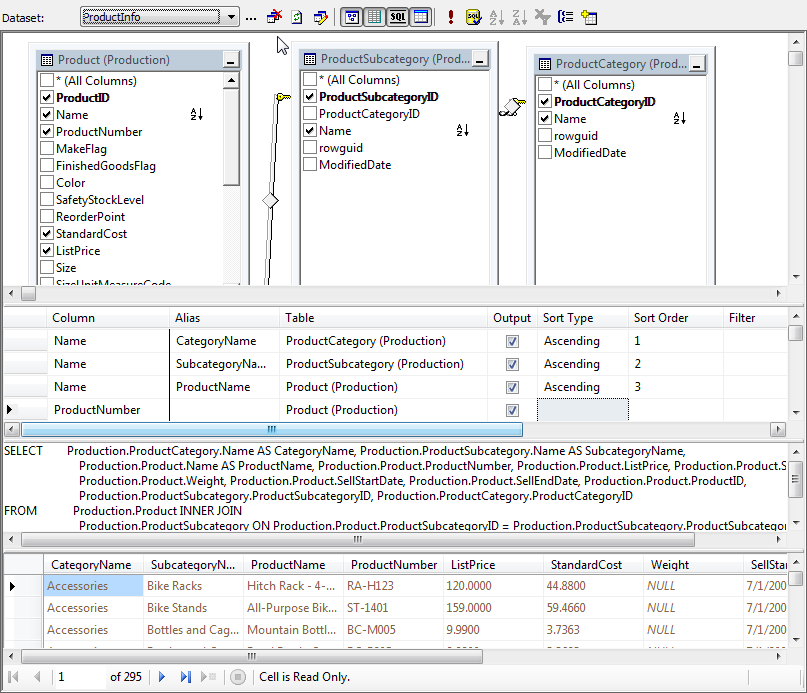 Dataset: ProductInfo ... SQL
Product (Production)
* (All Columns)
ProductID
Name
ProductNumber
MakeFlag
FinishedGoodsFlag
Color
SafetyStockLevel
ReorderPoint
StandardCost
ListPrice
Size
SizeUnitMeasureCode
ProductSubcategory (Prod...
* (All Columns)
ProductSubcategoryID
ProductCategoryID
Name
rowguid
ModifiedDate
ProductCategory (Produc...
* (All Columns)
ProductCategoryID
Name
rowguid
ModifiedDate
Column Alias Table Output Sort Type Sort Order Filter
Name CategoryName ProductCategory (Production) Ascending 1
Name SubcategoryNa... ProductSubcategory (Production) Ascending 2
Name ProductName Product (Production) Ascending 3
ProductNumber Product (Production)
SELECT Production.ProductCategory.Name AS CategoryName, Production.ProductSubcategory.Name AS SubcategoryName,
Production.Product.Name AS ProductName, Production.Product.ProductNumber, Production.Product.ListPrice, Production.Product.S
Production.Product.Weight, Production.Product.SellStartDate, Production.Product.SellEndDate, Production.Product.ProductID,
Production.ProductSubcategory.ProductSubcategoryID, Production.ProductCategory.ProductCategoryID
FROM Production.Product INNER JOIN
Production.ProductSubcategory ON Production.Product.ProductSubcategoryID = Production.ProductSubcategory.ProductSubcateg
CategoryName SubcategoryN... ProductName ProductNumber ListPrice StandardCost Weight SellStar
Accessories Bike Racks Hitch Rack - 4-... RA-H123 120.0000 44.8800 NULL 7/1/200
Accessories Bike Stands All-Purpose Bik... ST-1401 159.0000 59.4660 NULL 7/1/200
Accessories Bottles and Cag... Mountain Bottl... BC-M005 9.9900 3.7363 NULL 7/1/200
1 of 295 Cell is Read Only.